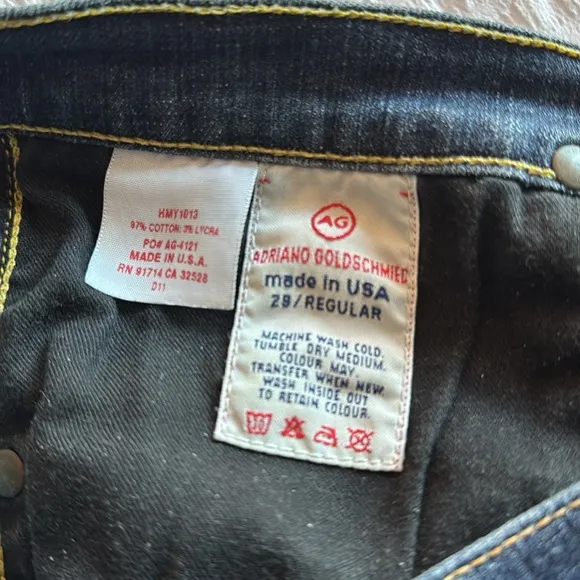 HMY1013
97% COTTON: 3% LYCRA
PO# AG-4121
MADE IN U.S.A.
RN 91714 CA 32528
D11
AG
ADRIANO GOLDSCHMIED
made in USA
29/REGULAR
MACHINE WASH COLD.
TUMBLE DRY MEDIUM.
COLOUR MAY.
TRANSFER WHEN NEW.
WASH INSIDE OUT
TO RETAIN COLOUR.
30